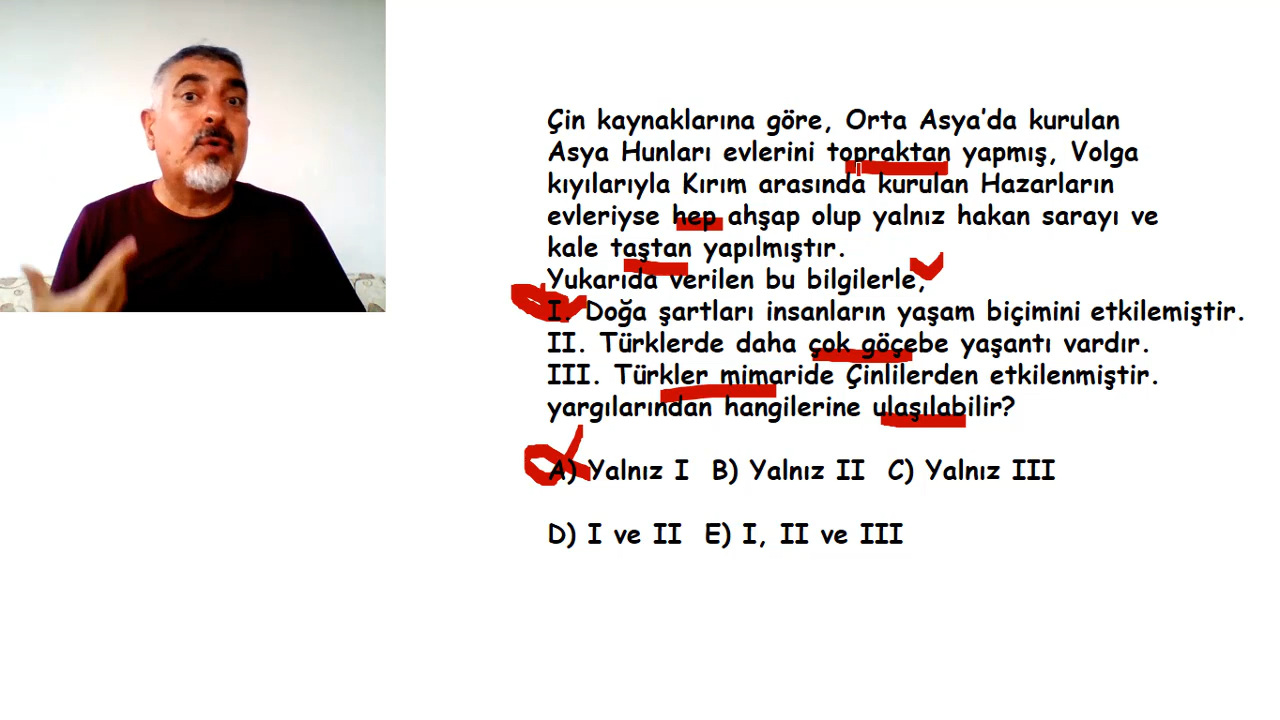 Çin kaynaklarına göre, Orta Asya'da kurulan
Asya Hunları evlerini topraktan yapmış, Volga
kıyılarıyla Kırım arasında kurulan Hazarların
evleriyse hep ahşap olup yalnız hakan sarayı ve
kale taştan yapılmıştır.
Yukarıda verilen bu bilgilerle,
I. Doğa şartları insanların yaşam biçimini etkilemiştir.
II. Türklerde daha çok göçebe yaşantı vardır.
III. Türkler mimaride Çinlilerden etkilenmiştir.
yargılarından hangilerine ulaşılabilir?
A) Yalnız I B) Yalnız II C) Yalnız III
D) I ve II E) I, II ve III